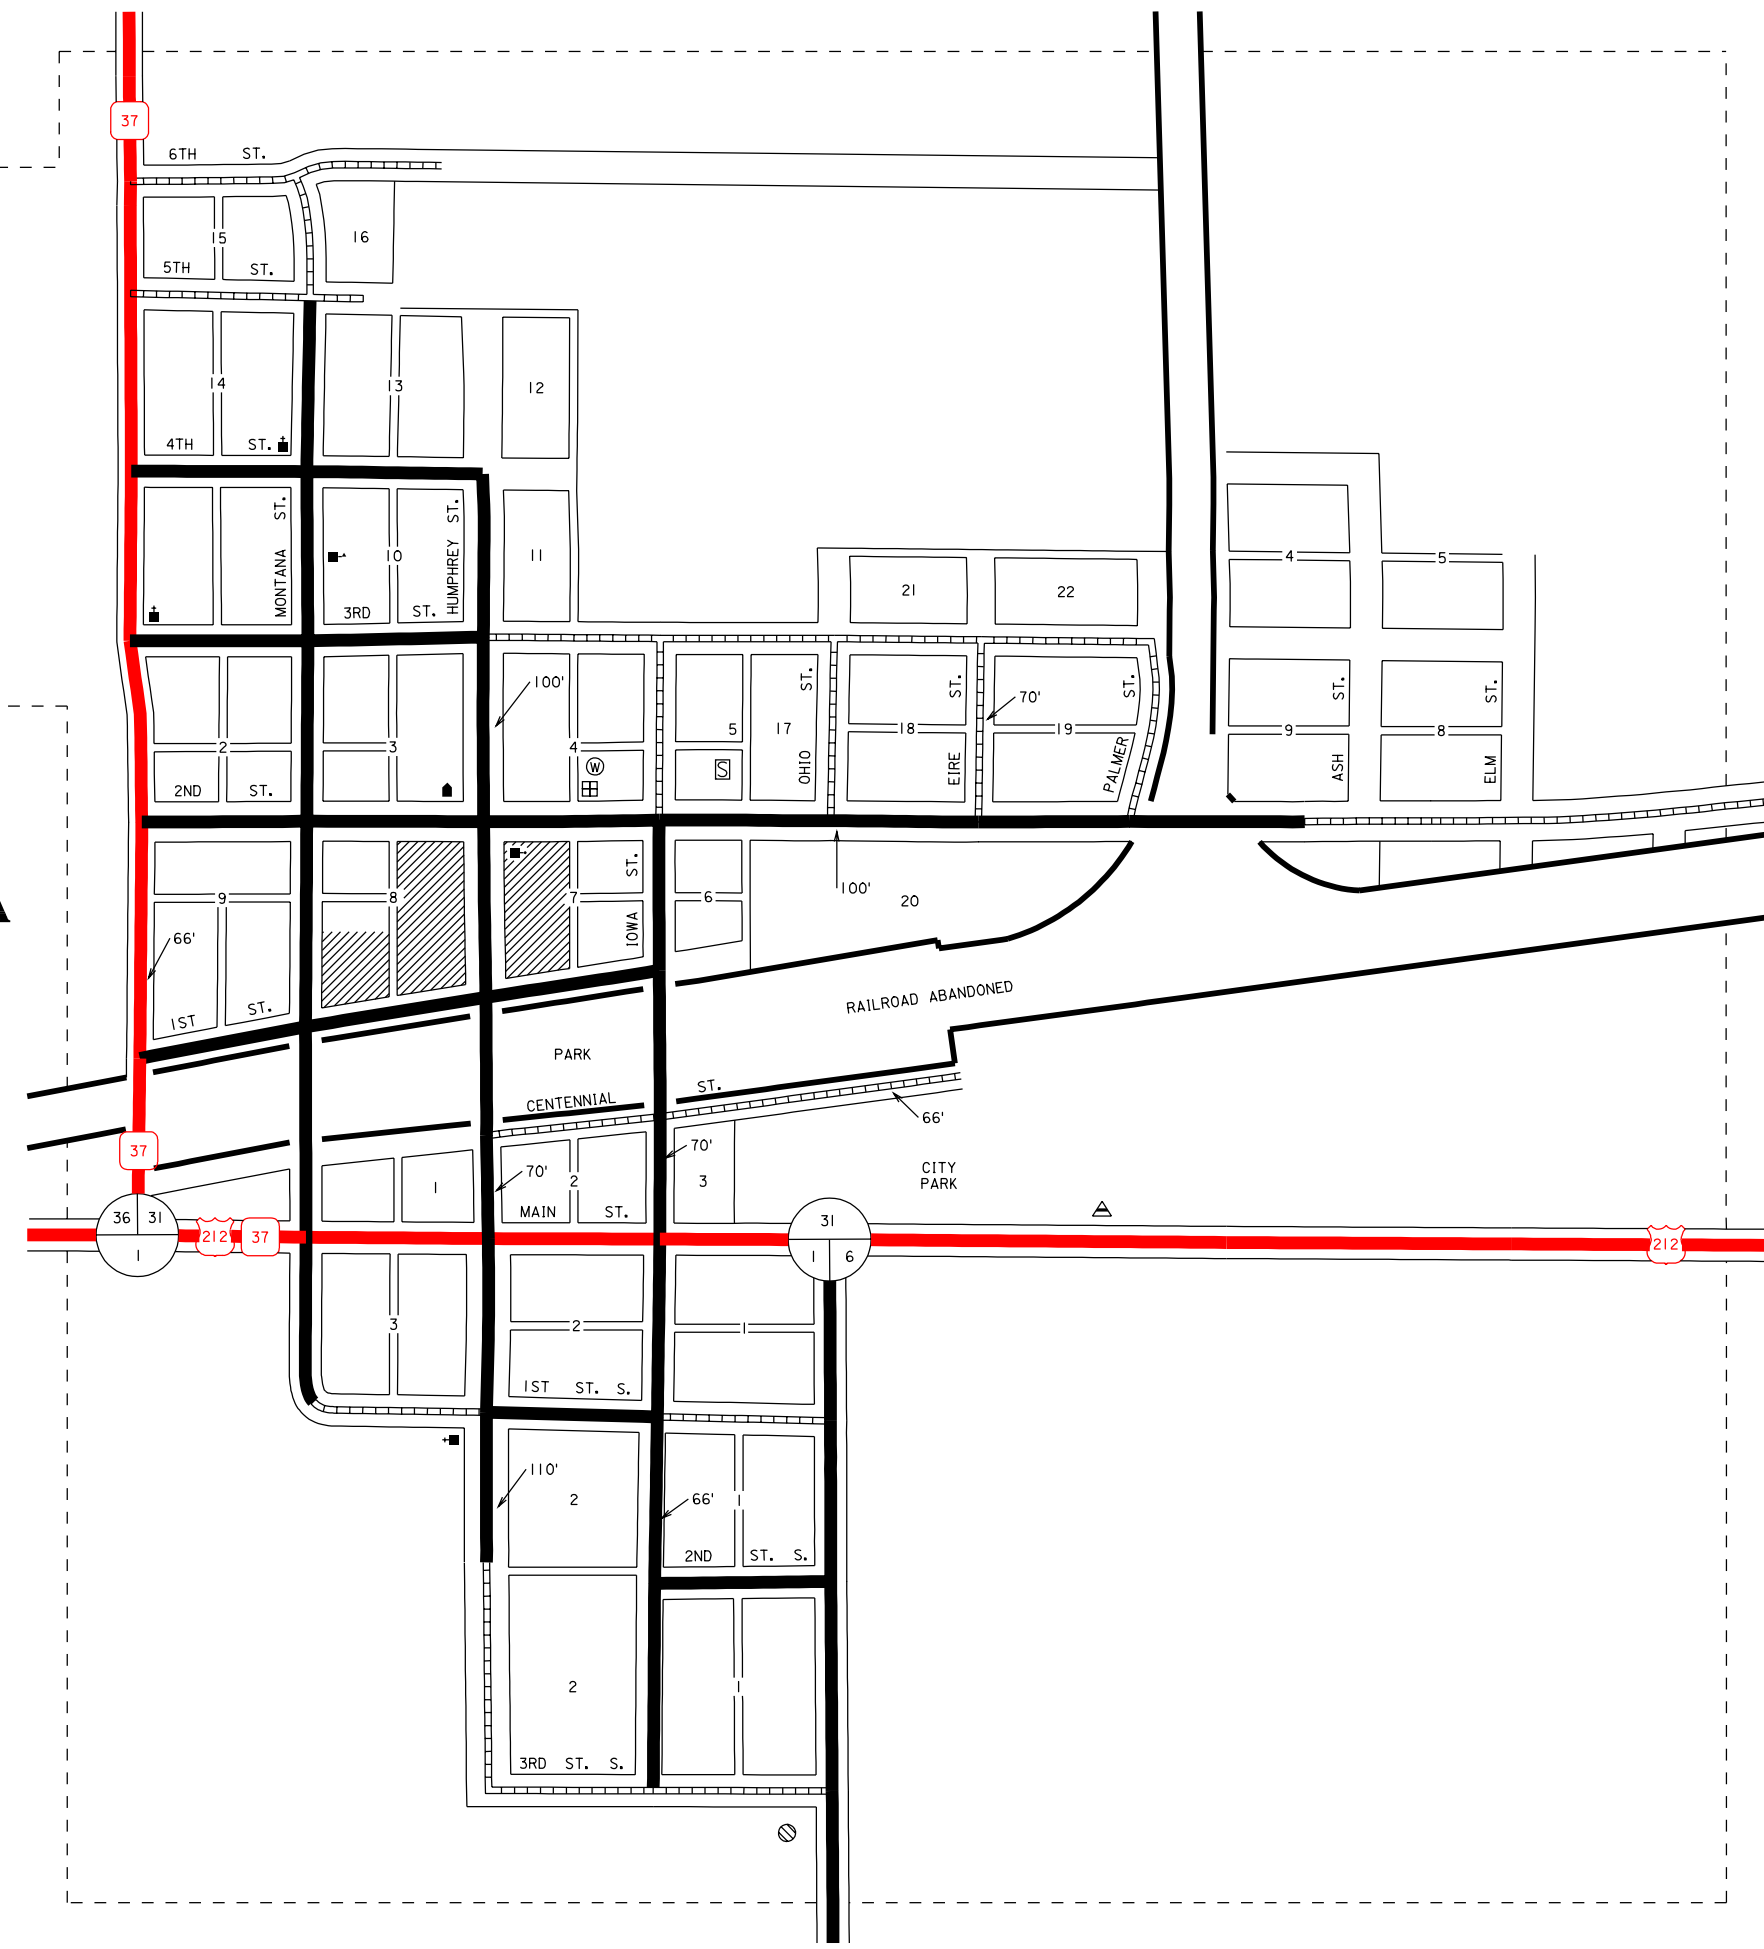 37
6TH ST.
15
16
5TH ST.
14
13
12
4TH ST.
MONTANA ST.
10
HUMPHREY ST.
11
3RD ST.
21
22
4
5
100'
2
3
4
W
5
S
17
OHIO ST.
18
EIRE ST.
70'
19
PALMER ST.
9
ASH ST.
8
ELM ST.
2ND ST.
9
8
7
IOWA ST.
6
100'
20
66'
1ST ST.
RAILROAD ABANDONED
PARK
CENTENNIAL ST.
66'
37
70'
70'
1
2
3
CITY
PARK
MAIN ST.
36 31
1
212
37
31
1 6
212
3
2
1
1ST ST. S.
110'
2
66'
1
2ND ST. S.
2
1
3RD ST. S.